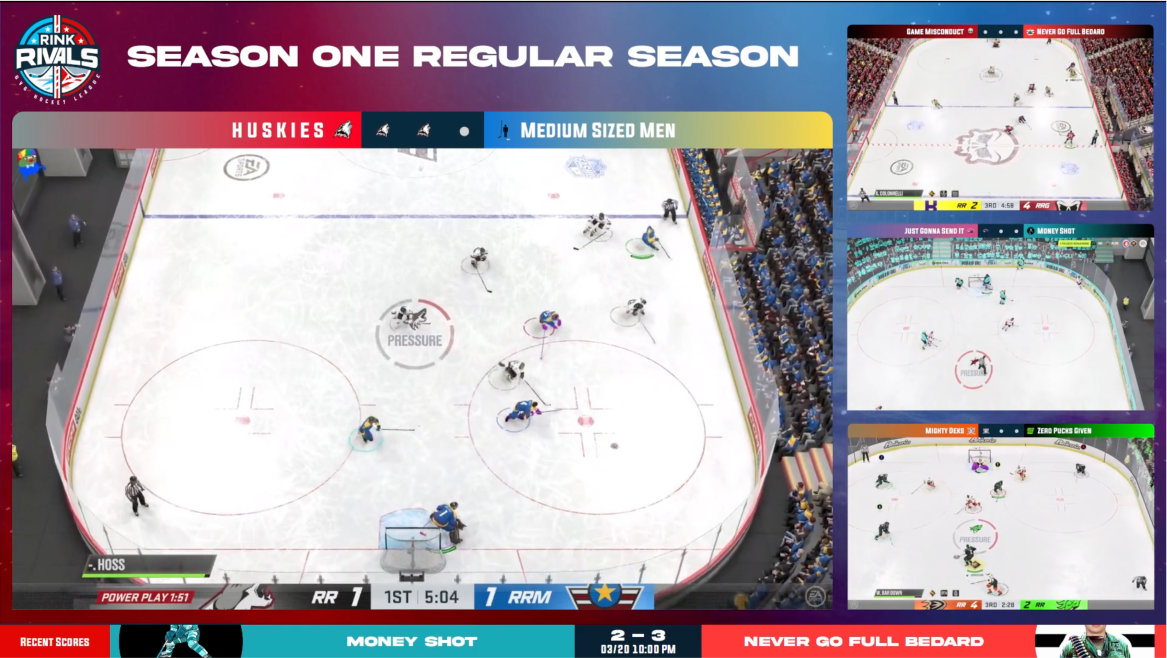 RINK
RIVALS
SEASON ONE REGULAR SEASON
HUSKIES
MEDIUM SIZED MEN
PRESSURE
-. HOSS
POWER PLAY 1:51
RR 1 1ST 5:04 1 RRM
EA
GAME MISCONDUCT
NEVER GO FULL BEDARD
RR 2 3RD 4:58 4 RRG
JUST GONNA SEND IT
MONEY SHOT
MIGHTY DEKS
ZERO PUCKS GIVEN
PRESSURE
W. BAR DOWN
RR 4 3RD 2:28 2 RR
RECENT SCORES
MONEY SHOT
2 – 3
03/20 10:00 PM
NEVER GO FULL BEDARD